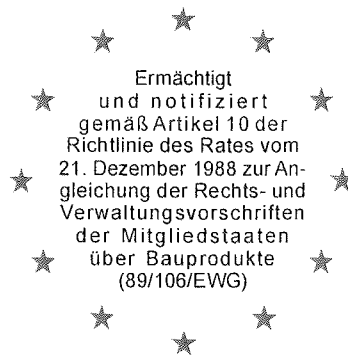 Ermächtigt
und notifiziert
gemäß Artikel 10 der
Richtlinie des Rates vom
21. Dezember 1988 zur An-
gleichung der Rechts- und
Verwaltungsvorschriften
der Mitgliedstaaten
über Bauprodukte
(89/106/EWG)